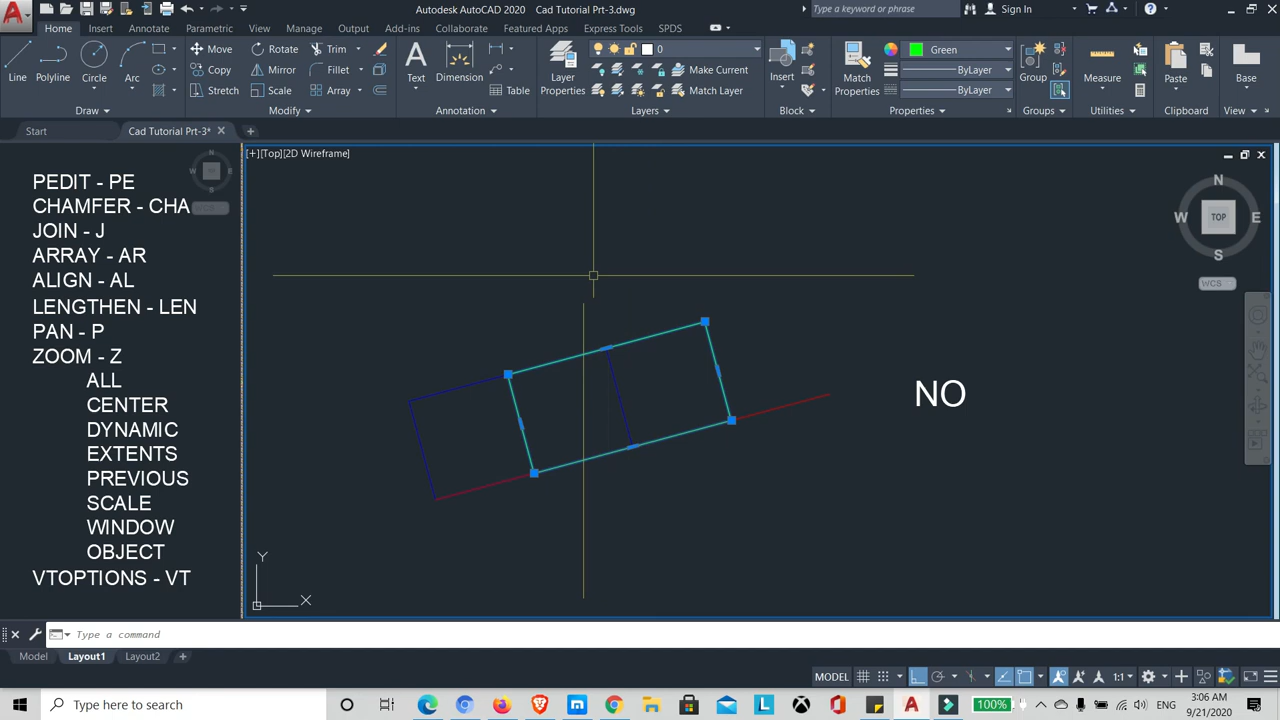 Autodesk AutoCAD 2020 Cad Tutorial Prt-3.dwg
Type a keyword or phrase
Sign In
Home Insert Annotate Parametric View Manage Output Add-ins Collaborate Featured Apps Express Tools SPDS
Line Polyline Circle Arc
Move Rotate Trim
Copy Mirror Fillet
Stretch Scale Array
Text Dimension Table
Layer Properties
0
Make Current
Match Layer
Insert
Match Properties
Green
ByLayer
ByLayer
Group
Measure
Paste
Base
Draw Modify Annotation Layers Block Properties Groups Utilities Clipboard View
Start Cad Tutorial Prt-3*
[+][Top][2D Wireframe]
PEDIT - PE
CHAMFER - CHA
JOIN - J
ARRAY - AR
ALIGN - AL
LENGTHEN - LEN
PAN - P
ZOOM - Z
ALL
CENTER
DYNAMIC
EXTENTS
PREVIOUS
SCALE
WINDOW
OBJECT
VTOPTIONS - VT
N
W E
S
N
W TOP E
S
WCS
NO
Y
X
Type a command
Model Layout1 Layout2
MODEL 1:1
Type here to search
100%
ENG
3:06 AM
9/21/2020